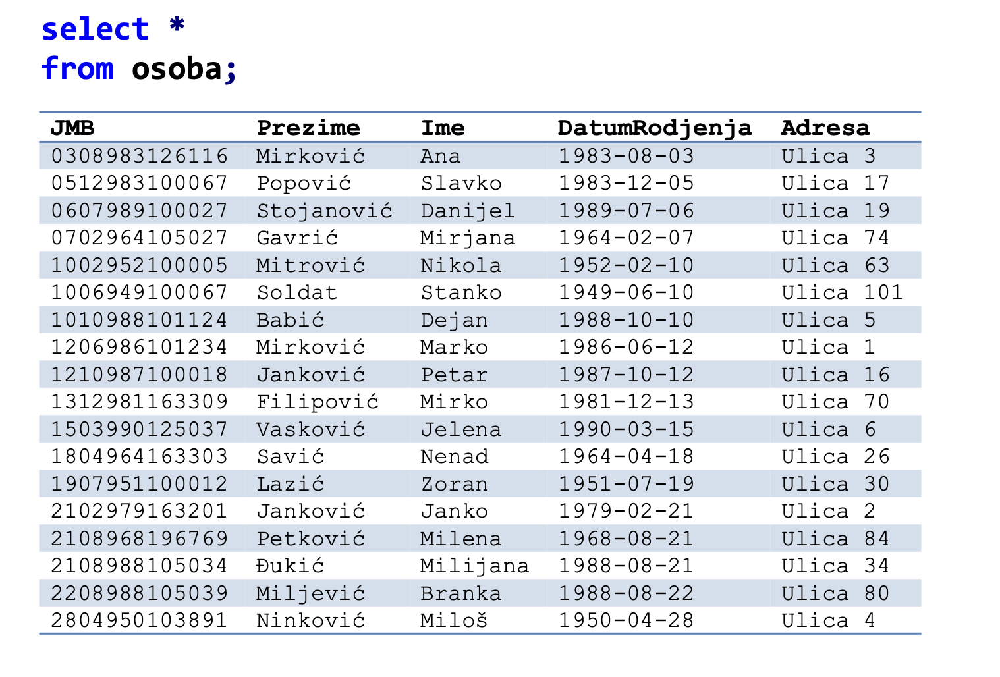 select *
from osoba;
JMB Prezime Ime DatumRodjenja Adresa
0308983126116 Mirković Ana 1983-08-03 Ulica 3
0512983100067 Popović Slavko 1983-12-05 Ulica 17
0607989100027 Stojanović Danijel 1989-07-06 Ulica 19
0702964105027 Gavrić Mirjana 1964-02-07 Ulica 74
1002952100005 Mitrović Nikola 1952-02-10 Ulica 63
1006949100067 Soldat Stanko 1949-06-10 Ulica 101
1010988101124 Babić Dejan 1988-10-10 Ulica 5
1206986101234 Mirković Marko 1986-06-12 Ulica 1
1210987100018 Janković Petar 1987-10-12 Ulica 16
1312981163309 Filipović Mirko 1981-12-13 Ulica 70
1503990125037 Vasković Jelena 1990-03-15 Ulica 6
1804964163303 Savić Nenad 1964-04-18 Ulica 26
1907951100012 Lazić Zoran 1951-07-19 Ulica 30
2102979163201 Janković Janko 1979-02-21 Ulica 2
2108968196769 Petković Milena 1968-08-21 Ulica 84
2108988105034 Đukić Milijana 1988-08-21 Ulica 34
2208988105039 Miljević Branka 1988-08-22 Ulica 80
2804950103891 Ninković Miloš 1950-04-28 Ulica 4